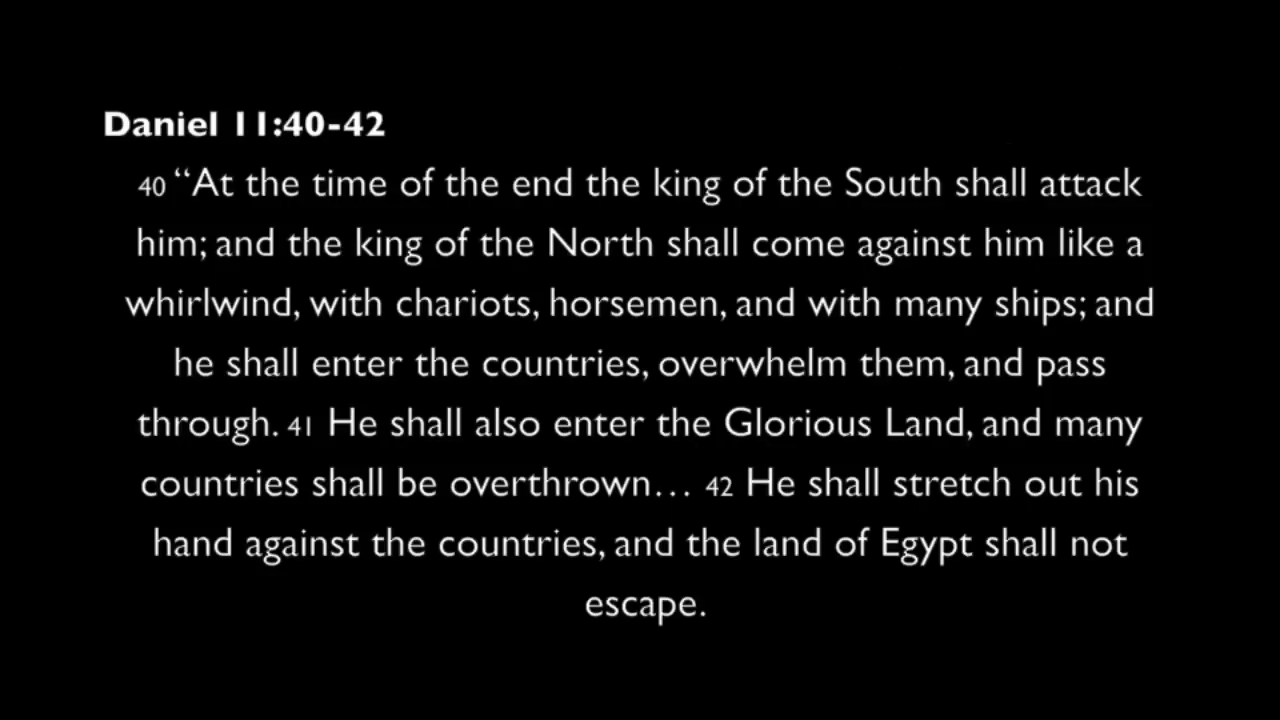 Daniel 11:40-42
40 “At the time of the end the king of the South shall attack
him; and the king of the North shall come against him like a
whirlwind, with chariots, horsemen, and with many ships; and
he shall enter the countries, overwhelm them, and pass
through. 41 He shall also enter the Glorious Land, and many
countries shall be overthrown… 42 He shall stretch out his
hand against the countries, and the land of Egypt shall not
escape.